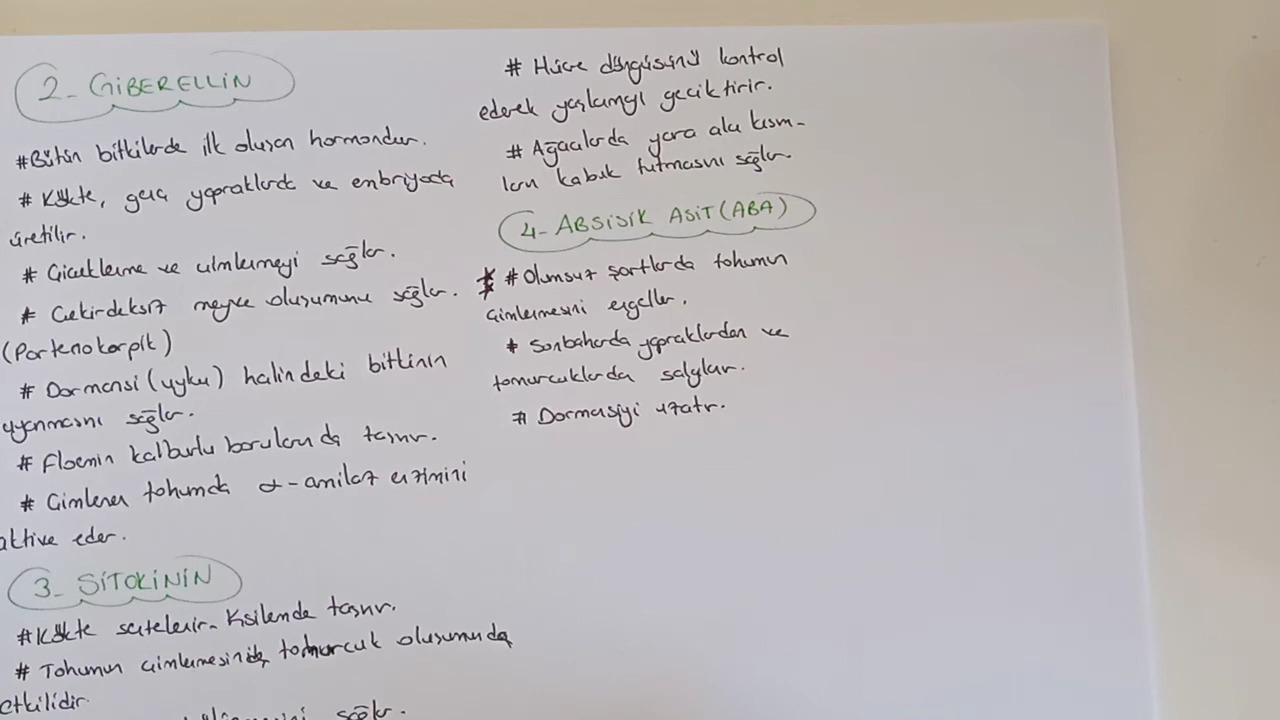 2- GİBERELLİN
#Bütün bitkilerde ilk oluşan hormondur.
# Kökte, genç yapraklarda ve enbriyoda
üretilir.
# Çiçeklenme ve çimlenmeyi sağlar.
# Çekirdeksiz meyve oluşumunu sağlar.
(Partenokarpik)
# Dormansi (uyku) halindeki bitkinin
uyanmasını sağlar.
# Floemin kalburlu borularında taşınır.
# Çimlenen tohumda α-amilaz enzimini
aktive eder.
3- SİTOKİNİN
#Kökte sentezlenir. Ksilemde taşınır.
# Tohumun çimlenmesinde, tomurcuk oluşumunda
etkilidir.
sağlar.
# Hücre döngüsünü kontrol
ederek yaşlanmayı geciktirir.
# Ağaçlarda yara alan kısım-
ların kabuk tutmasını sağlar.
4- ABSİSİK ASİT (ABA)
# Olumsuz şartlarda tohumun
çimlenmesini engeller.
# Sonbaharda yapraklardan ve
tomurcuklarda salgılanır.
# Dormasiyi uzatır.